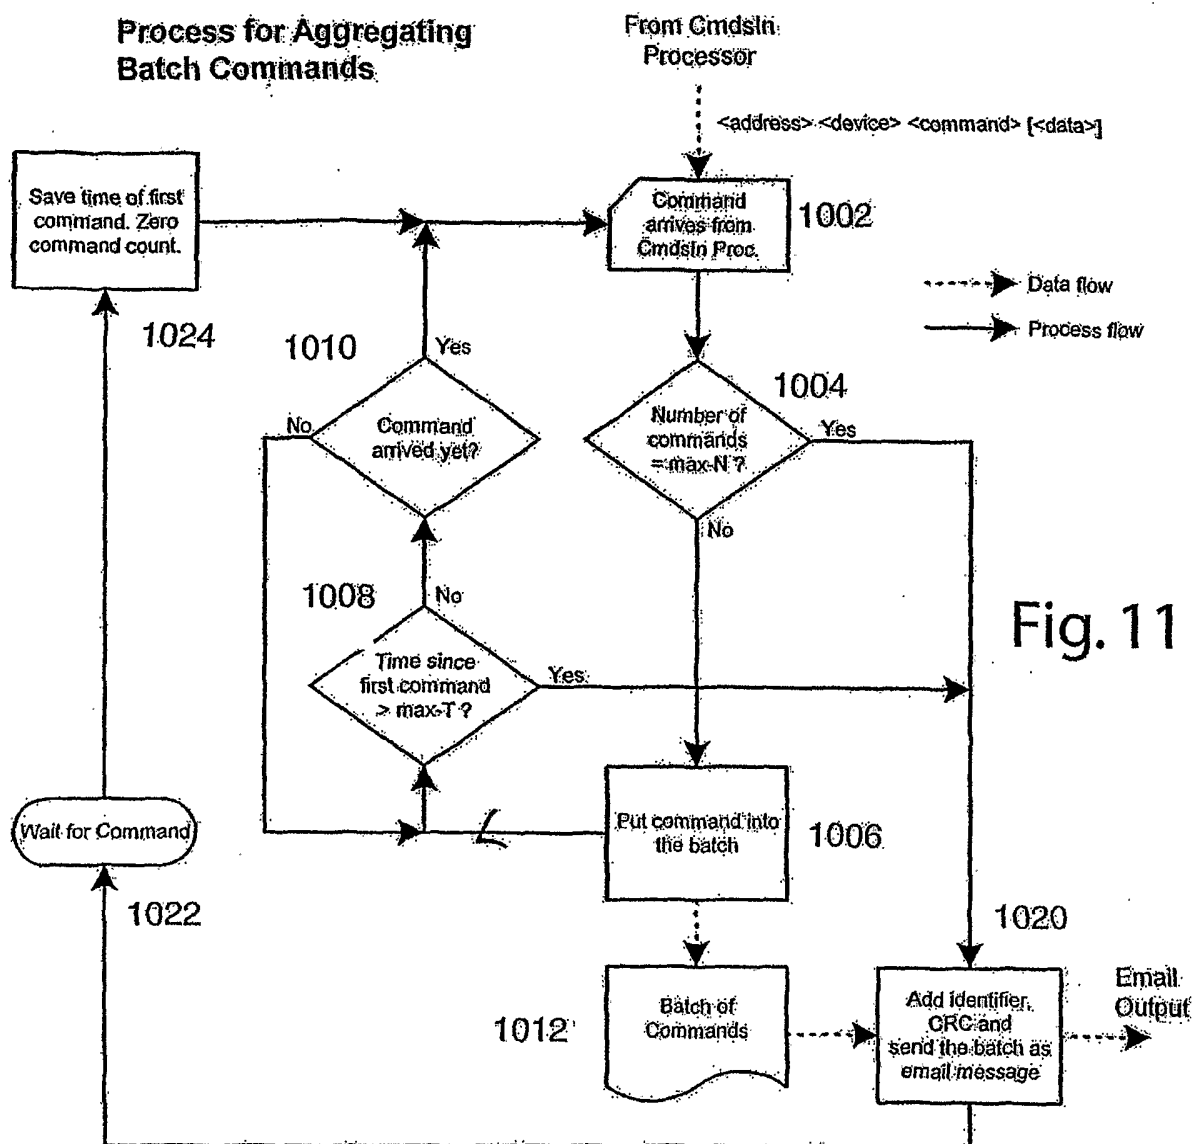 Process for Aggregating
Batch Commands
From CmdsIn
Processor
<address> <device> <command> [<data>]
Save time of first
command. Zero
command count.
1024
Command
arrives from
CmdsIn Proc.
1002
Data flow
Process flow
1010
Yes
No
Command
arrived yet?
1004
Number of
commands
= max-N ?
Yes
No
1008
No
Time since
first command
> max-T ?
Yes
Fig. 11
Wait for Command
1022
Put command into
the batch
1006
1020
Batch of
Commands
1012
Add identifier,
CRC and
send the batch as
email message
Email
Output